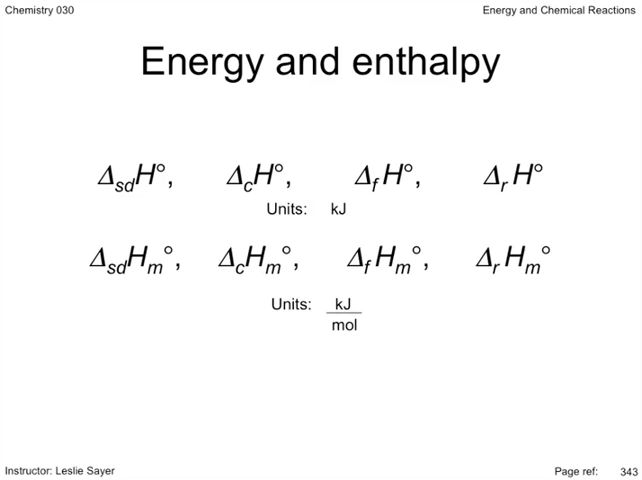 Chemistry 030 Energy and Chemical Reactions
Energy and enthalpy
ΔsdH°, ΔcH°, ΔfH°, ΔrH°
Units: kJ
ΔsdHm°, ΔcHm°, ΔfHm°, ΔrHm°
Units: kJ
mol
Instructor: Leslie Sayer Page ref: 343